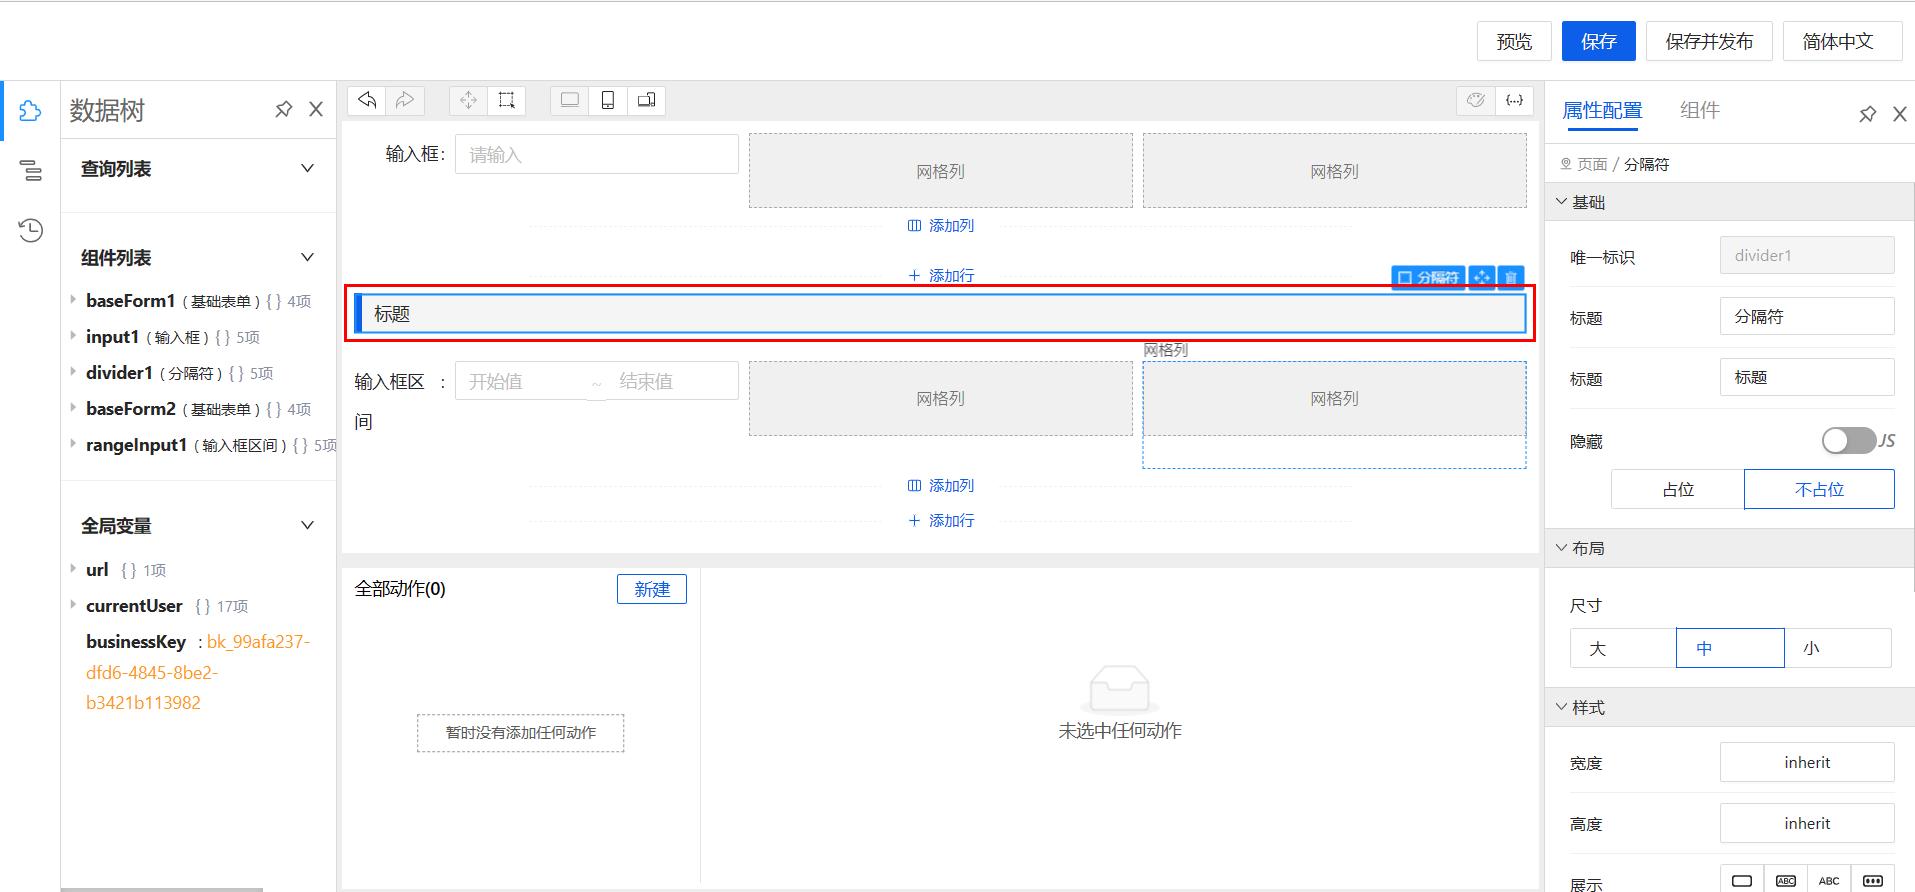 预览
保存
保存并发布
简体中文
数据树
查询列表
组件列表
baseForm1 ( 基础表单 ) { } 4项
input1 ( 输入框 ) { } 5项
divider1 ( 分隔符 ) { } 5项
baseForm2 ( 基础表单 ) { } 4项
rangeInput1 ( 输入框区间 ) { } 5项
全局变量
url { } 1项
currentUser { } 17项
businessKey : bk_99afa237-
dfd6-4845-8be2-
b3421b113982
输入框 :
请输入
网格列
网格列
添加列
添加行
分隔符
标题
网格列
输入框区间 :
开始值 ~ 结束值
网格列
网格列
添加列
添加行
全部动作(0)
新建
暂时没有添加任何动作
未选中任何动作
属性配置
组件
页面 / 分隔符
基础
唯一标识
divider1
标题
分隔符
标题
标题
隐藏
JS
占位
不占位
布局
尺寸
大
中
小
样式
宽度
inherit
高度
inherit
展示
ABC
ABC